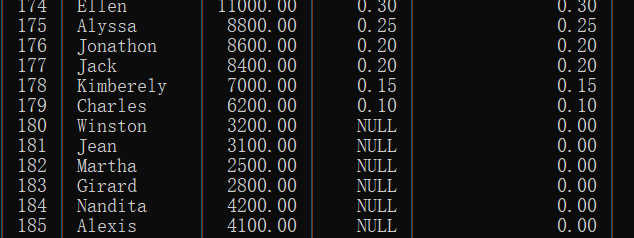 174 Ellen 11000.00 0.30 0.30
175 Alyssa 8800.00 0.25 0.25
176 Jonathon 8600.00 0.20 0.20
177 Jack 8400.00 0.20 0.20
178 Kimberely 7000.00 0.15 0.15
179 Charles 6200.00 0.10 0.10
180 Winston 3200.00 NULL 0.00
181 Jean 3100.00 NULL 0.00
182 Martha 2500.00 NULL 0.00
183 Girard 2800.00 NULL 0.00
184 Nandita 4200.00 NULL 0.00
185 Alexis 4100.00 NULL 0.00